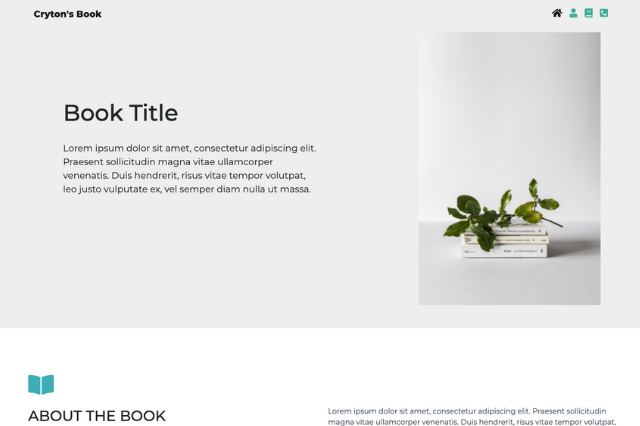 Cryton's Book
Book Title
Lorem ipsum dolor sit amet, consectetur adipiscing elit.
Praesent sollicitudin magna vitae ullamcorper
venenatis. Duis hendrerit, risus vitae tempor volutpat,
leo justo vulputate ex, vel semper diam nulla ut massa.
ABOUT THE BOOK
Lorem ipsum dolor sit amet, consectetur adipiscing elit. Praesent sollicitudin
magna vitae ullamcorper venenatis. Duis hendrerit, risus vitae tempor volutpat,